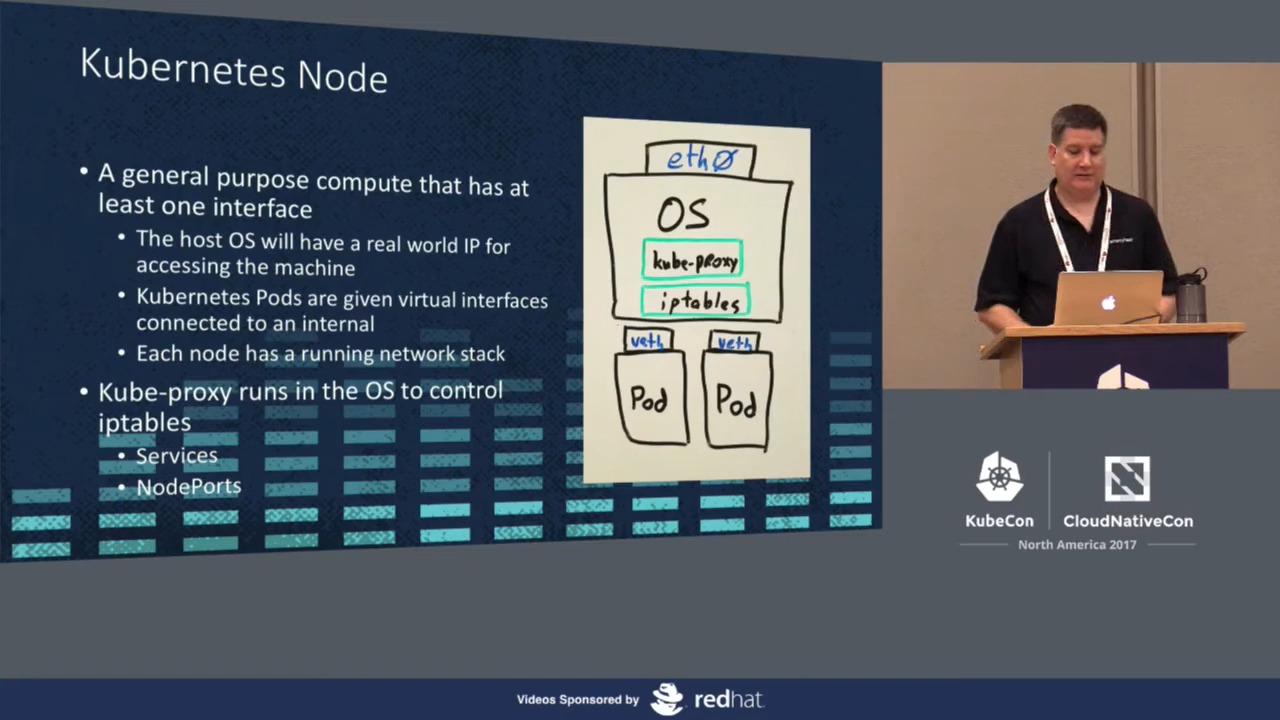 Kubernetes Node
• A general purpose compute that has at
least one interface
• The host OS will have a real world IP for
accessing the machine
• Kubernetes Pods are given virtual interfaces
connected to an internal
• Each node has a running network stack
• Kube-proxy runs in the OS to control
iptables
• Services
• NodePorts
eth0
OS
kube-proxy
iptables
veth veth
Pod Pod
KubeCon CloudNativeCon
North America 2017
Videos Sponsored by redhat